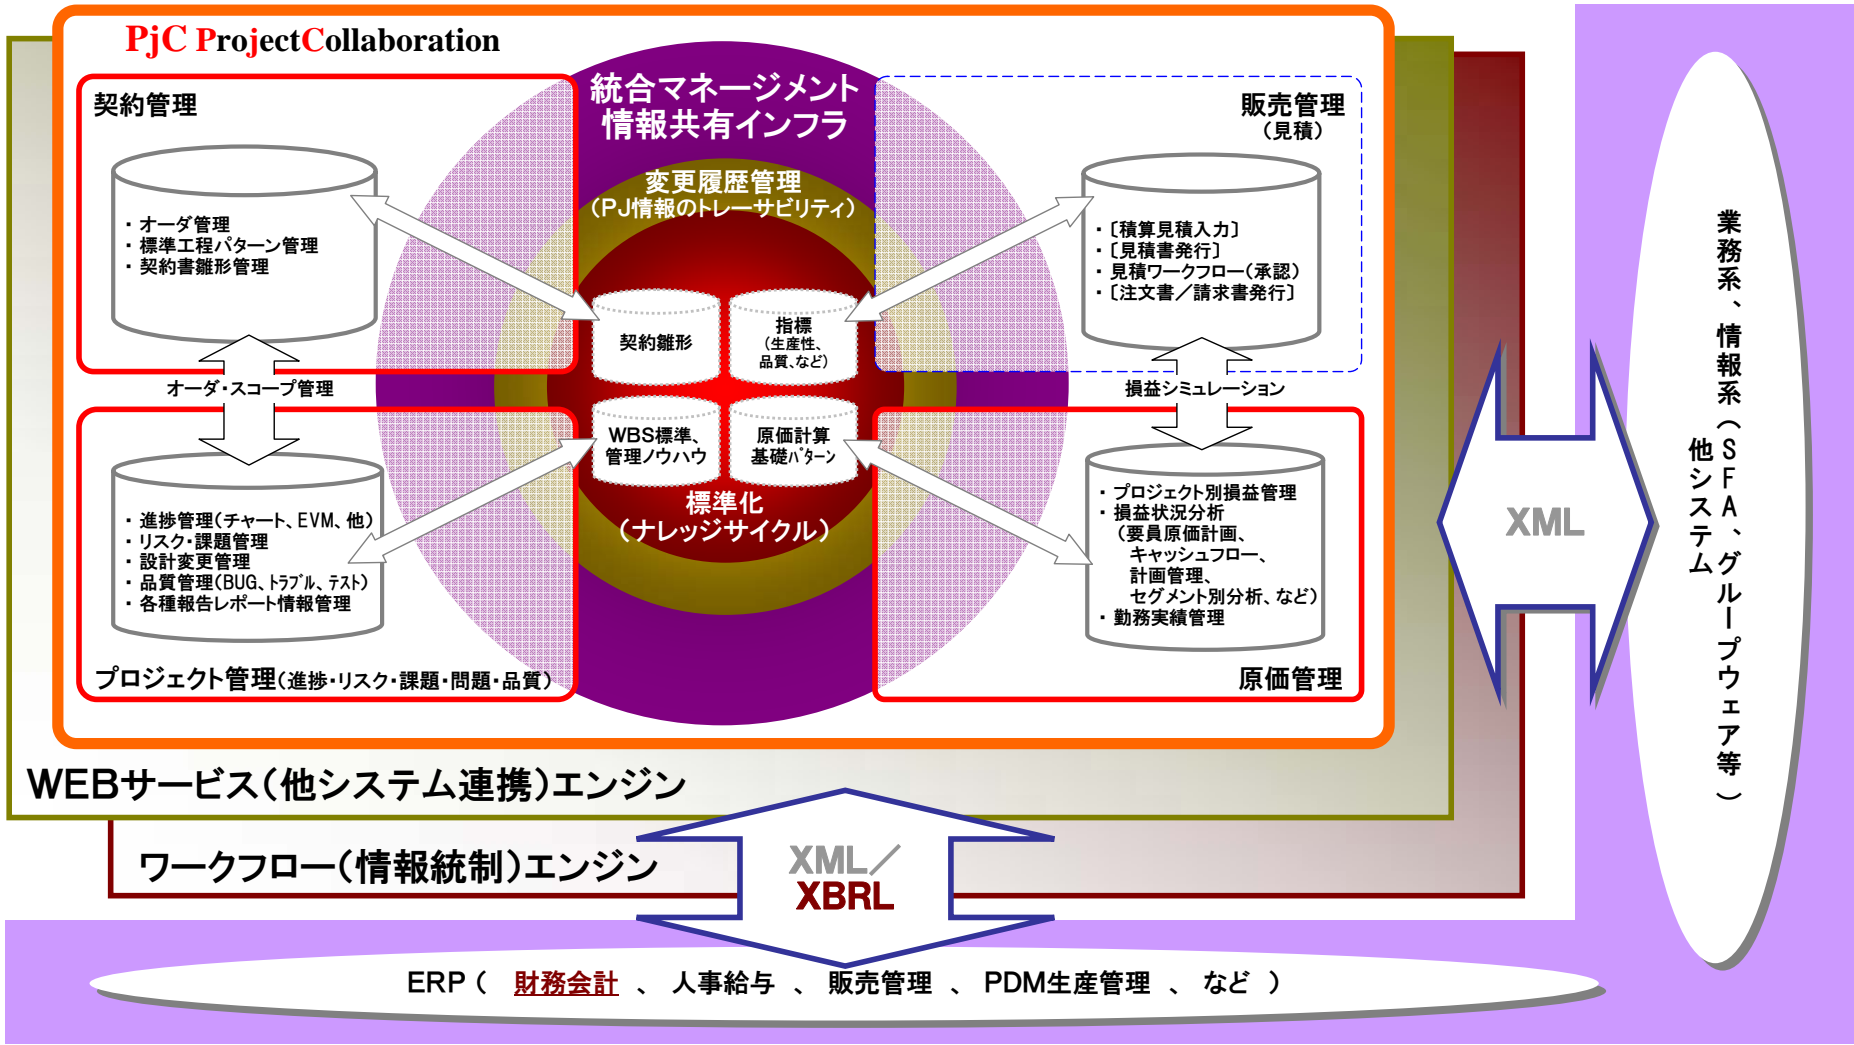 PjC ProjectCollaboration
統合マネージメント
情報共有インフラ
変更履歴管理
（PJ情報のトレーサビリティ）
契約管理
・オーダ管理
・標準工程パターン管理
・契約書雛形管理
オーダ・スコープ管理
販売管理
（見積）
・〔積算見積入力〕
・〔見積書発行〕
・見積ワークフロー（承認）
・〔注文書／請求書発行〕
損益シミュレーション
契約雛形
指標
（生産性、
品質、など）
WBS標準、
管理ノウハウ
原価計算
基礎ﾊﾟターン
標準化
（ナレッジサイクル）
・進捗管理（チャート、EVM、他）
・リスク・課題管理
・設計変更管理
・品質管理（BUG、ﾄﾗﾌﾞﾙ、ﾃｽﾄ）
・各種報告レポート情報管理
プロジェクト管理（進捗・リスク・課題・問題・品質）
・プロジェクト別損益管理
・損益状況分析
（要員原価計画、
キャッシュフロー、
計画管理、
セグメント別分析、など）
・勤務実績管理
原価管理
WEBサービス（他システム連携）エンジン
ワークフロー（情報統制）エンジン
XML
XML／
XBRL
業務系、情報系（SFA、グループウェア等）
他システム
ERP（ 財務会計 、 人事給与 、 販売管理 、 PDM生産管理 、 など ）